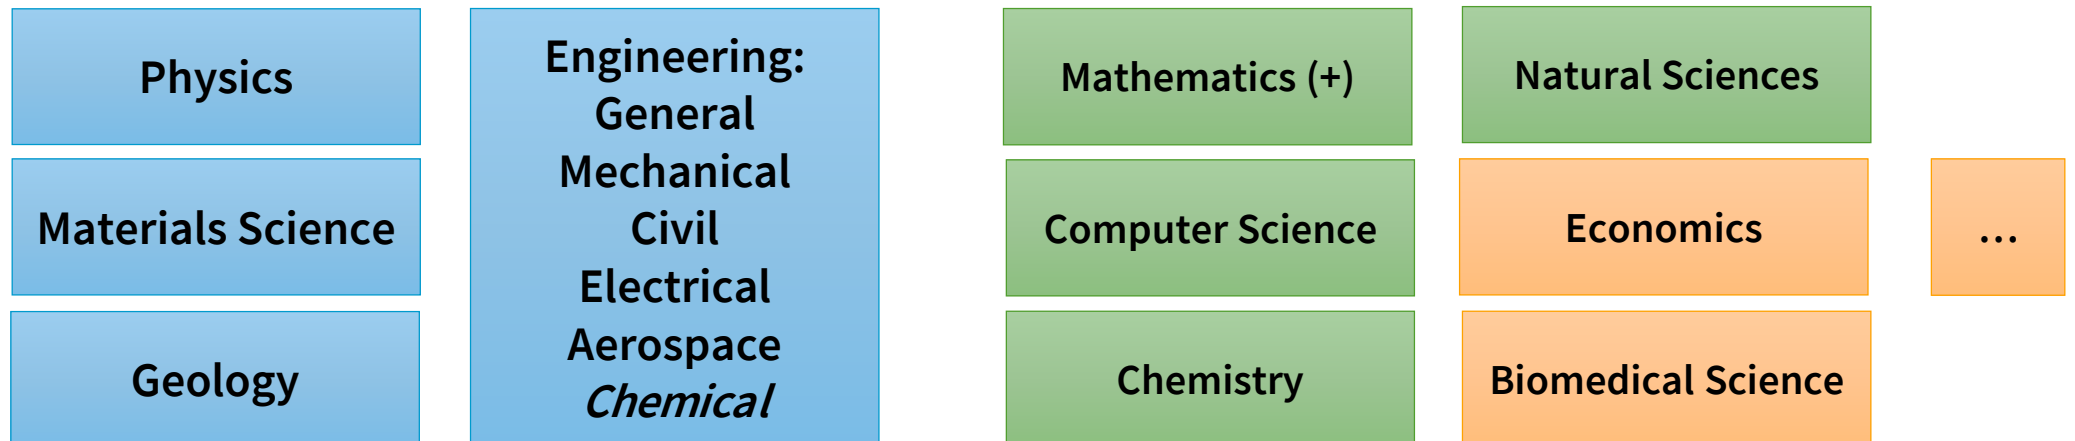 Physics
Materials Science
Geology
Engineering:
General
Mechanical
Civil
Electrical
Aerospace
Chemical
Mathematics (+)
Computer Science
Chemistry
Natural Sciences
Economics
Biomedical Science
...